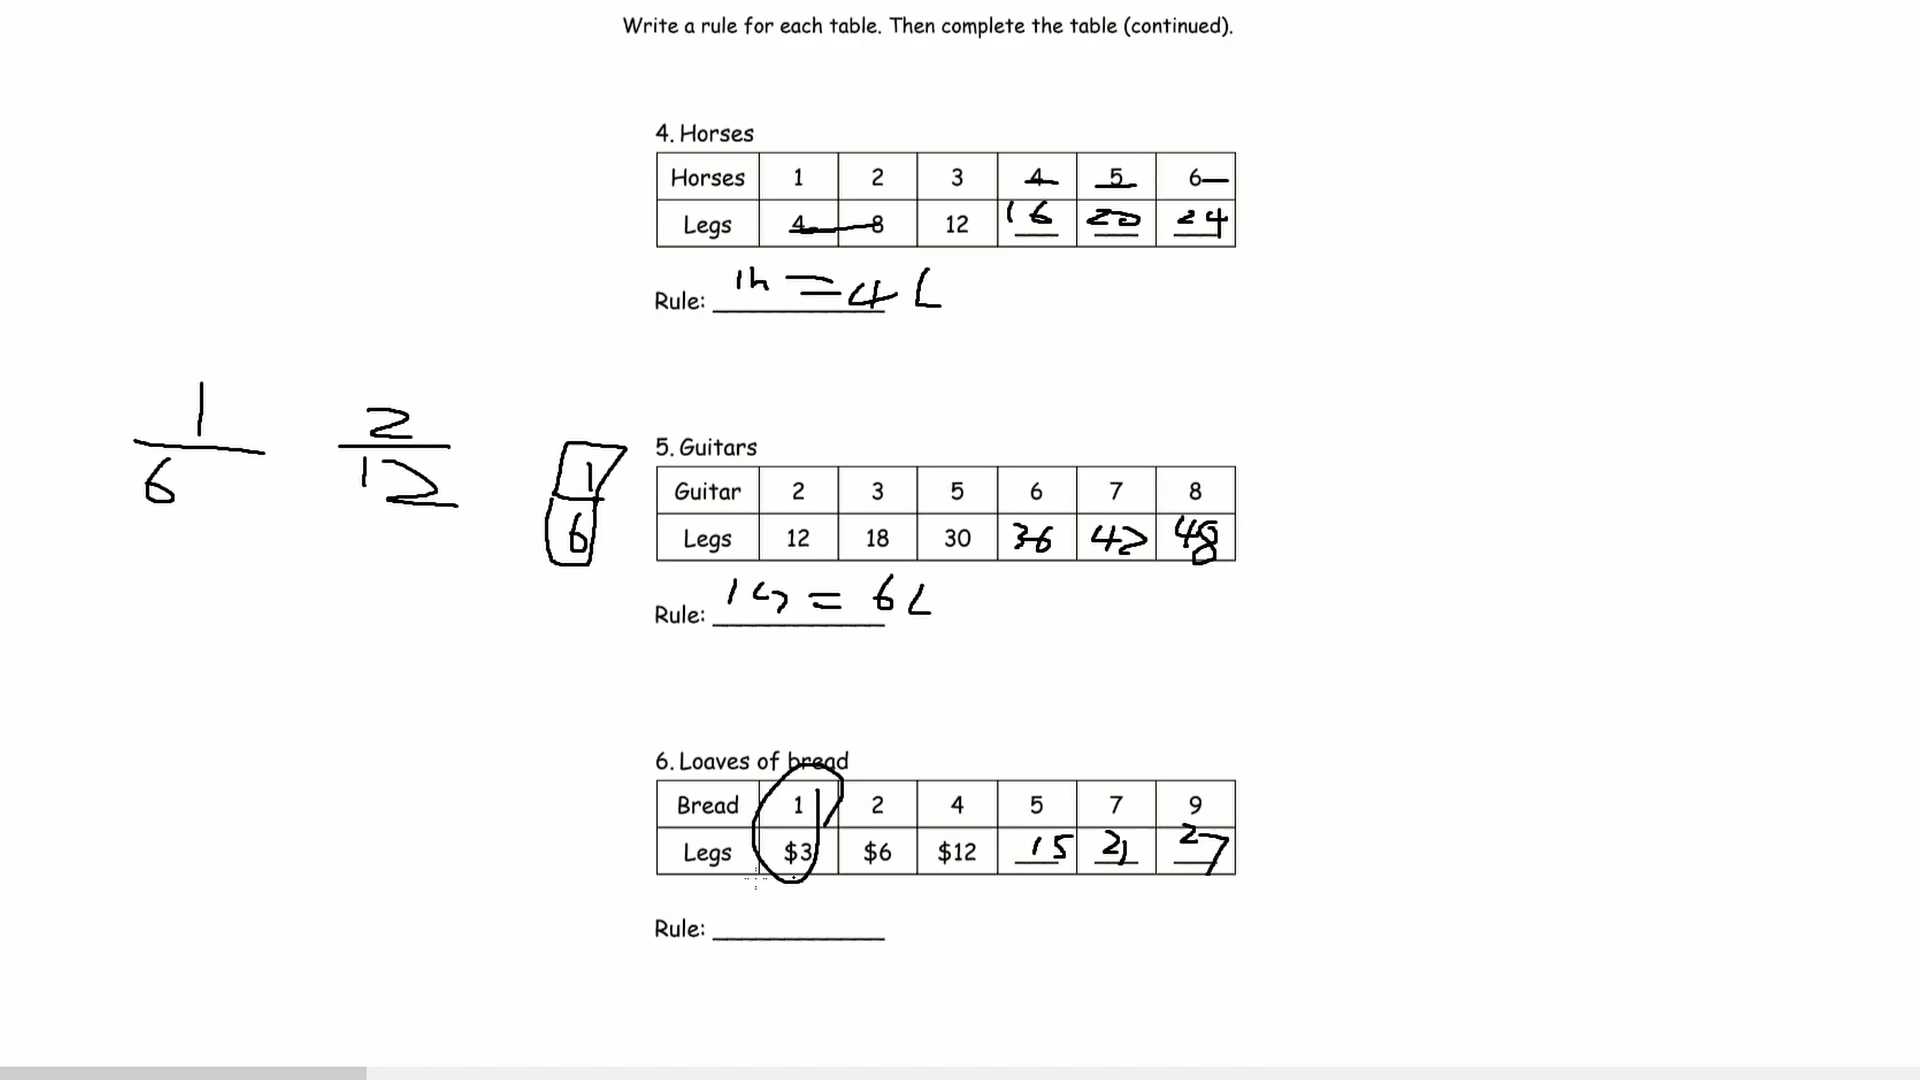 Write a rule for each table. Then complete the table (continued).
4. Horses
Horses 1 2 3 4 5 6
Legs 4 8 12 16 20 24
Rule: 1h = 4 L
1 2
6 12
1
6
5. Guitars
Guitar 2 3 5 6 7 8
Legs 12 18 30 36 42 48
Rule: 1G = 6L
6. Loaves of bread
Bread 1 2 4 5 7 9
Legs $3 $6 $12 15 21 27
Rule: